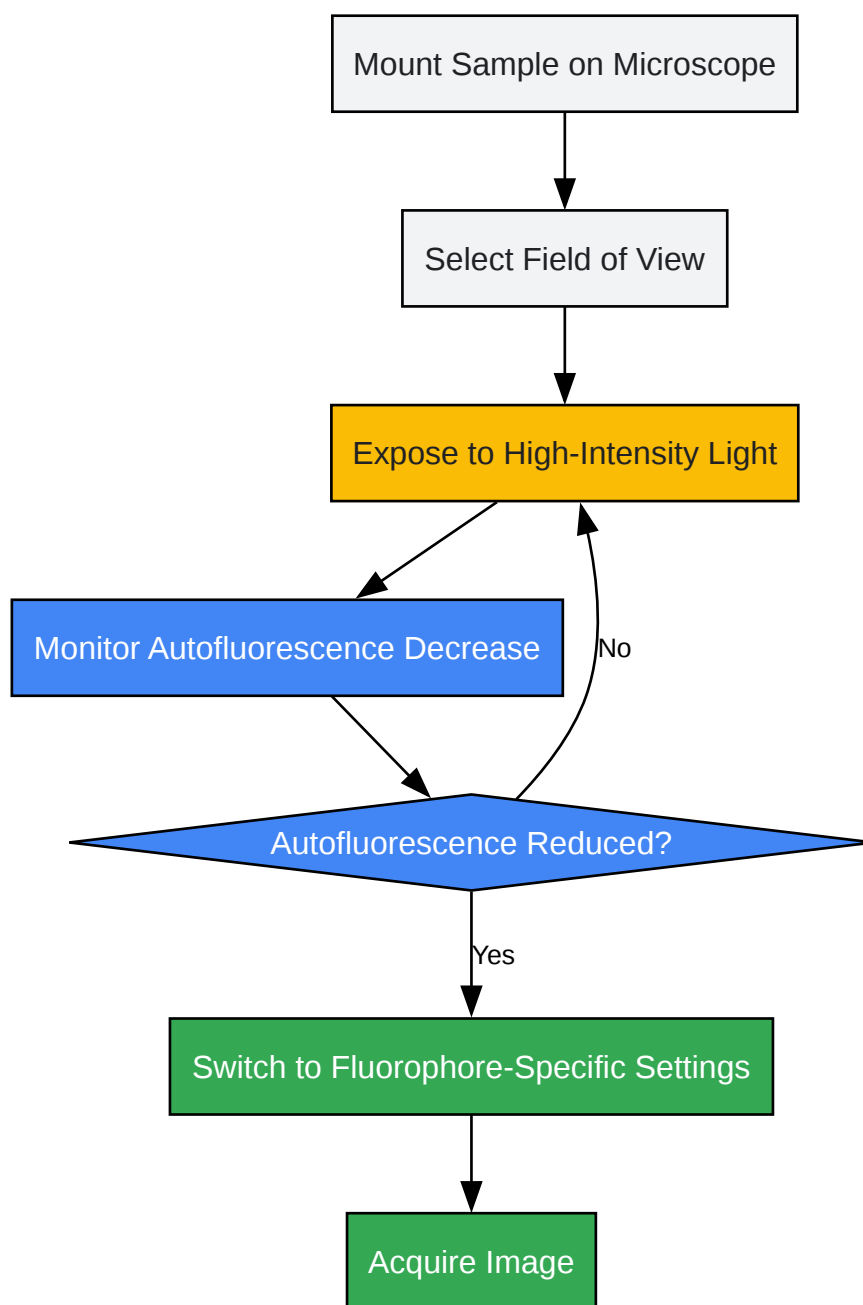 Mount Sample on Microscope
Select Field of View
Expose to High-Intensity Light
Monitor Autofluorescence Decrease
No
Autofluorescence Reduced?
Yes
Switch to Fluorophore-Specific Settings
Acquire Image